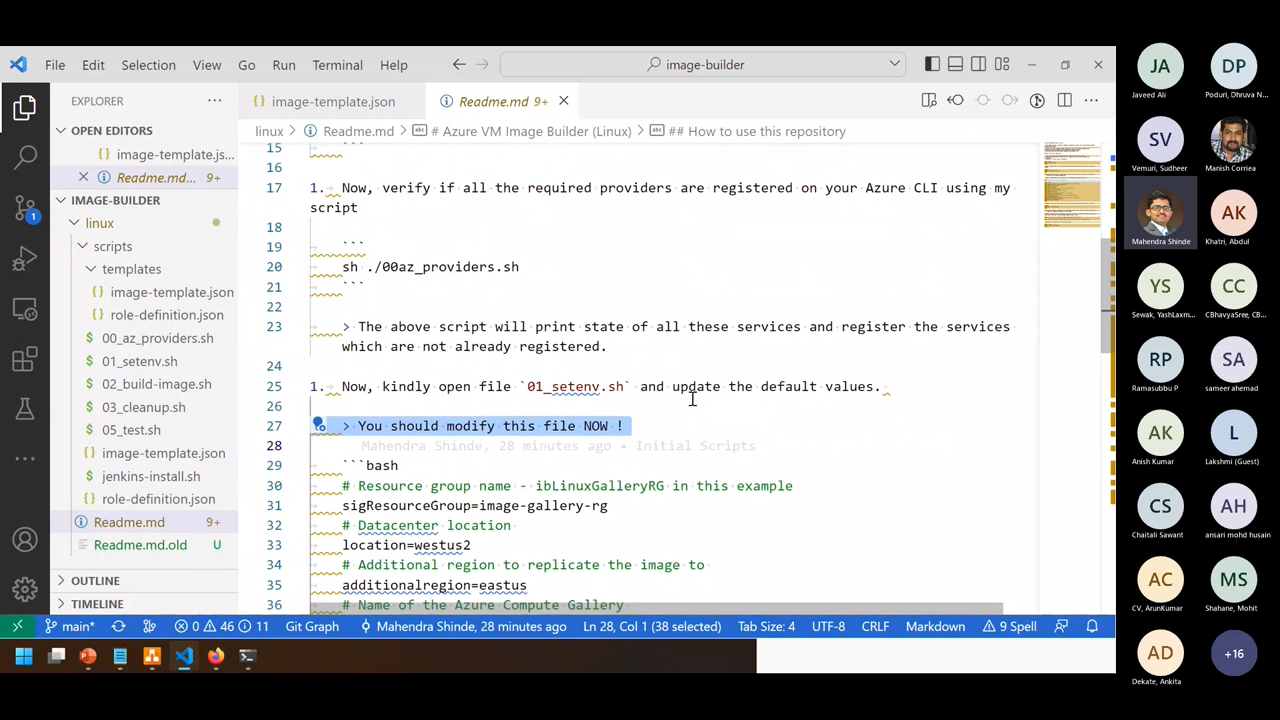 File Edit Selection View Go Run Terminal Help
image-builder
EXPLORER
OPEN EDITORS
image-template.js...
Readme.md 9+
IMAGE-BUILDER
linux
scripts
templates
image-template.json
role-definition.json
00_az_providers.sh
01_setenv.sh
02_build-image.sh
03_cleanup.sh
05_test.sh
image-template.json
jenkins-install.sh
role-definition.json
Readme.md 9+
Readme.md.old U
OUTLINE
TIMELINE
1
image-template.json
Readme.md 9+
linux > Readme.md > # Azure VM Image Builder (Linux) > ## How to use this repository
15
16
17 1. Now, verify if all the required providers are registered on your Azure CLI using my
script
18
19 ```
20 sh ./00az_providers.sh
21 ```
22
23 > The above script will print state of all these services and register the services
which are not already registered.
24
25 1. Now, kindly open file `01_setenv.sh` and update the default values.
26
27 > You should modify this file NOW !
28 Mahendra Shinde, 28 minutes ago • Initial Scripts
29 ```bash
30 # Resource group name - ibLinuxGalleryRG in this example
31 sigResourceGroup=image-gallery-rg
32 # Datacenter location
33 location=westus2
34 # Additional region to replicate the image to
35 additionalregion=eastus
36 # Name of the Azure Compute Gallery
main* 0 46 11 Git Graph Mahendra Shinde, 28 minutes ago Ln 28, Col 1 (38 selected) Tab Size: 4 UTF-8 CRLF Markdown 9 Spell
JA
Javeed Ali
DP
Poduri, Dhruva N...
SV
Vemuri, Sudheer
Manish Correia
Mahendra Shinde
AK
Khatri, Abdul
YS
Sewak, YashLaxm...
CC
CBhavyaSree, CB...
RP
Ramasubbu P
SA
sameer ahemad
AK
Anish Kumar
L
Lakshmi (Guest)
CS
Chaitali Sawant
AH
ansari mohd husain
AC
CV, ArunKumar
MS
Shahane, Mohit
AD
Dekate, Ankita
+16